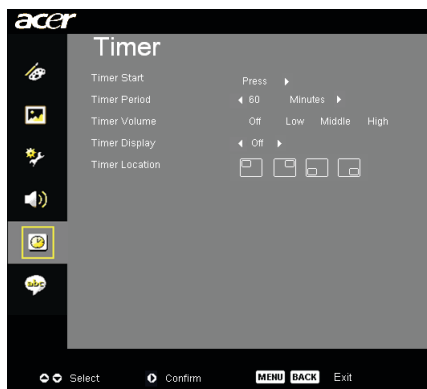 acer
Timer
Timer Start Press
Timer Period 60 Minutes
Timer Volume Off Low Middle High
Timer Display Off
Timer Location
abc
Select Confirm MENU BACK Exit